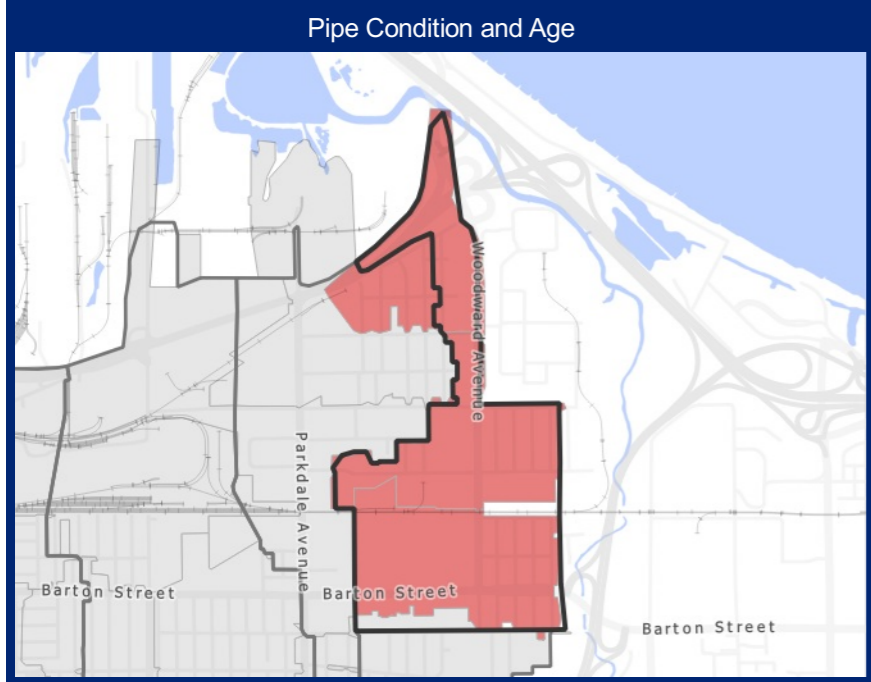 Pipe Condition and Age
Woodward Avenue
Parkdale Avenue
Barton Street
Barton Street
Barton Street